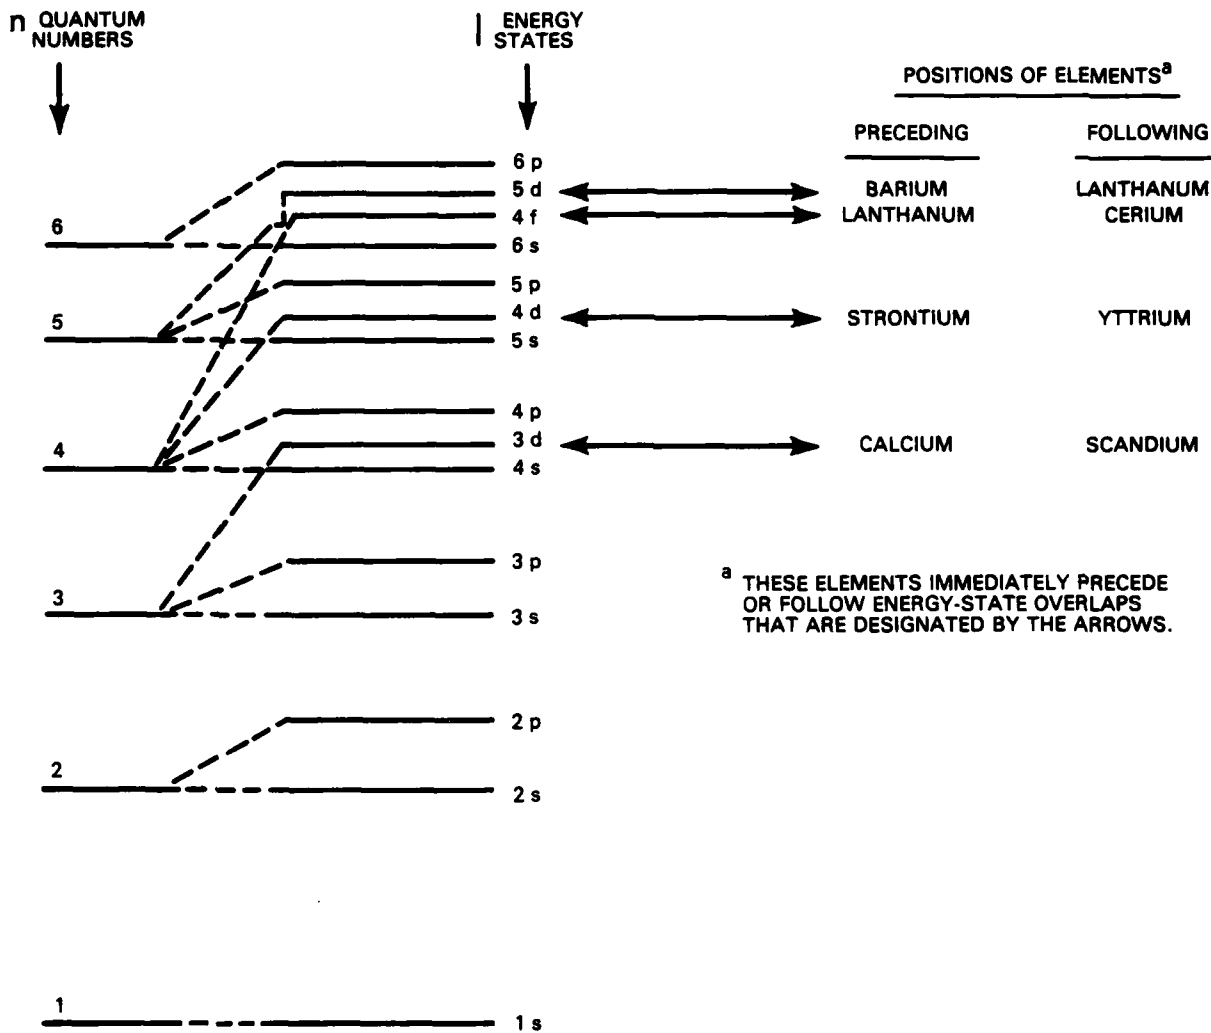 n QUANTUM NUMBERS
l ENERGY STATES
POSITIONS OF ELEMENTSa
PRECEDING FOLLOWING
6 p
5 d BARIUM LANTHANUM
4 f LANTHANUM CERIUM
6
6 s
5 p
5
4 d STRONTIUM YTTRIUM
5 s
4 p
4
3 d CALCIUM SCANDIUM
4 s
3 p
3
3 s
a THESE ELEMENTS IMMEDIATELY PRECEDE
OR FOLLOW ENERGY-STATE OVERLAPS
THAT ARE DESIGNATED BY THE ARROWS.
2 p
2
2 s
1
1 s